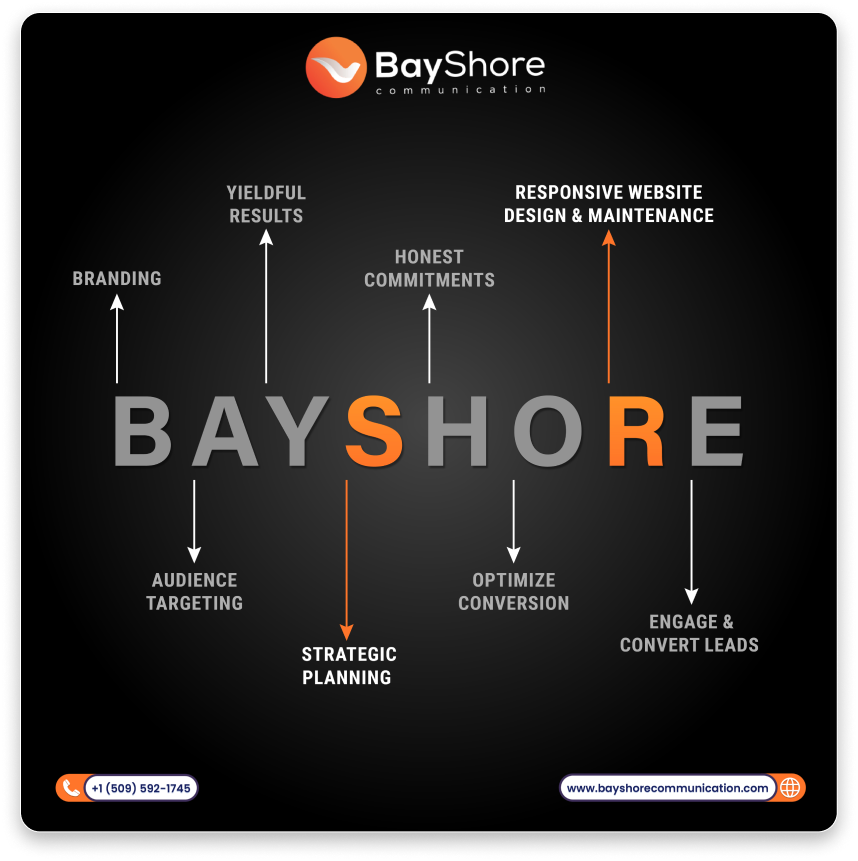 BayShore
communication
YIELDFUL
RESULTS
RESPONSIVE WEBSITE
DESIGN & MAINTENANCE
HONEST
COMMITMENTS
BRANDING
BAYSHORE
AUDIENCE
TARGETING
OPTIMIZE
CONVERSION
ENGAGE &
CONVERT LEADS
STRATEGIC
PLANNING
+1 (509) 592-1745
www.bayshorecommunication.com